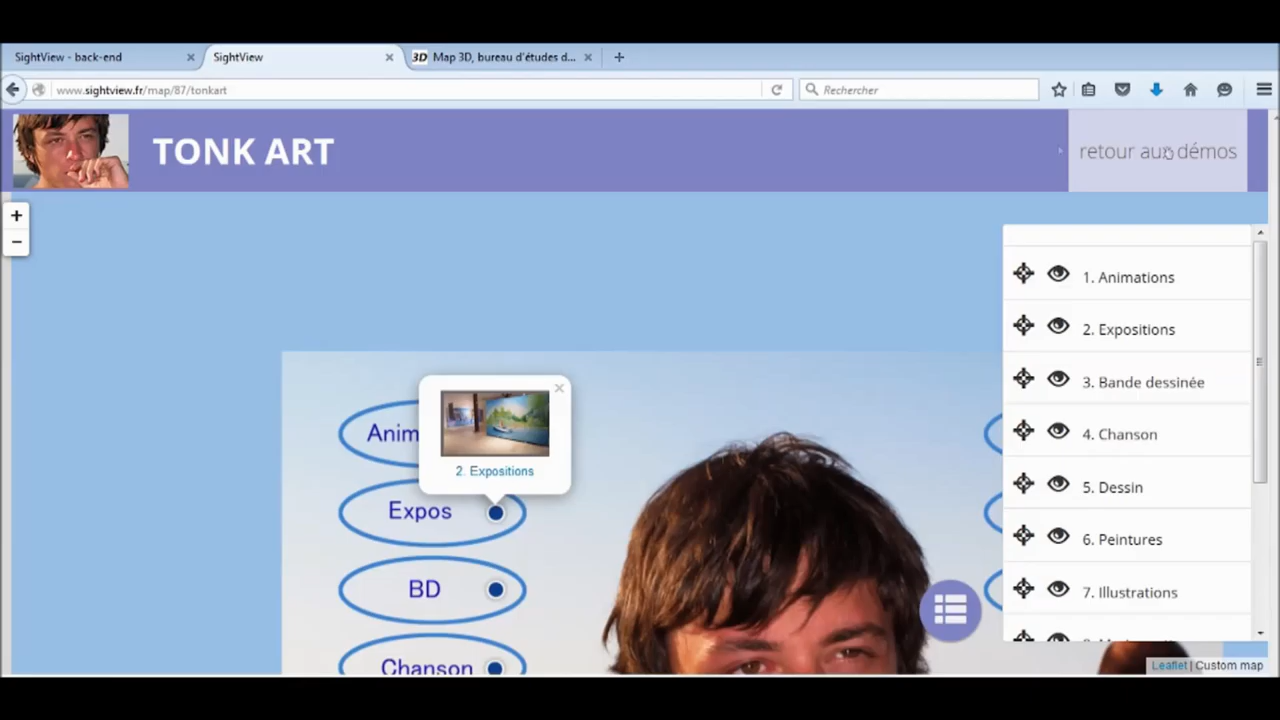 SightView - back-end
SightView
3D Map 3D, bureau d'études d...
www.sightview.fr/map/87/tonkart
Rechercher
TONK ART
retour aux démos
+
−
1. Animations
2. Expositions
3. Bande dessinée
4. Chanson
5. Dessin
6. Peintures
7. Illustrations
Anim
2. Expositions
Expos
BD
Chanson
Leaflet | Custom map